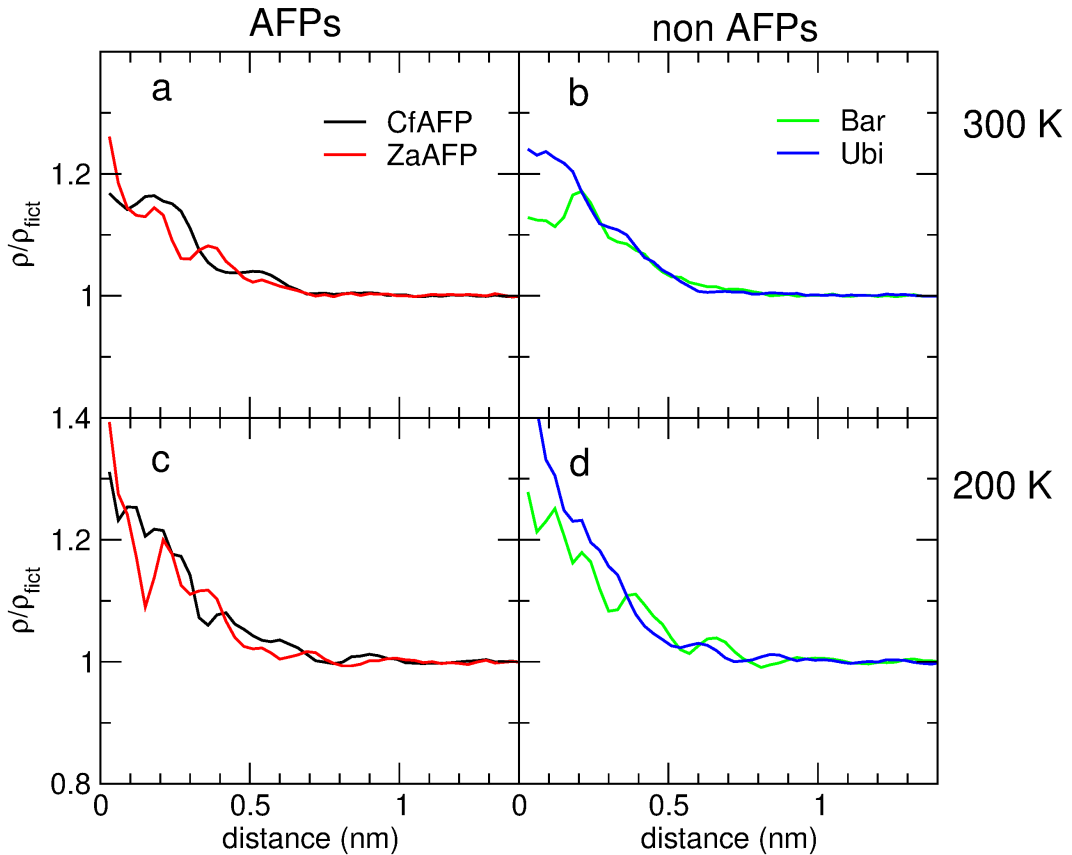 AFPs
non AFPs
a
CfAFP
ZaAFP
b
Bar
Ubi
300 K
1.2
ρ/ρfict
1
1.4
c
d
200 K
1.2
ρ/ρfict
1
0.8
0
0.5
1
0
0.5
1
distance (nm)
distance (nm)